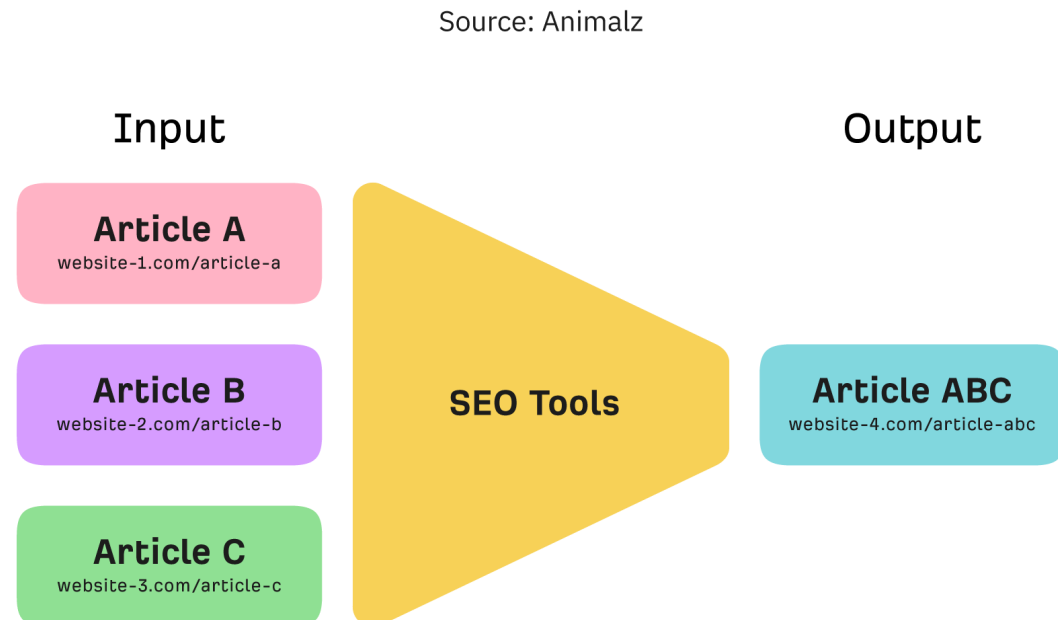 Source: Animalz
Input
Output
Article A
website-1.com/article-a
Article B
website-2.com/article-b
SEO Tools
Article ABC
website-4.com/article-abc
Article C
website-3.com/article-c